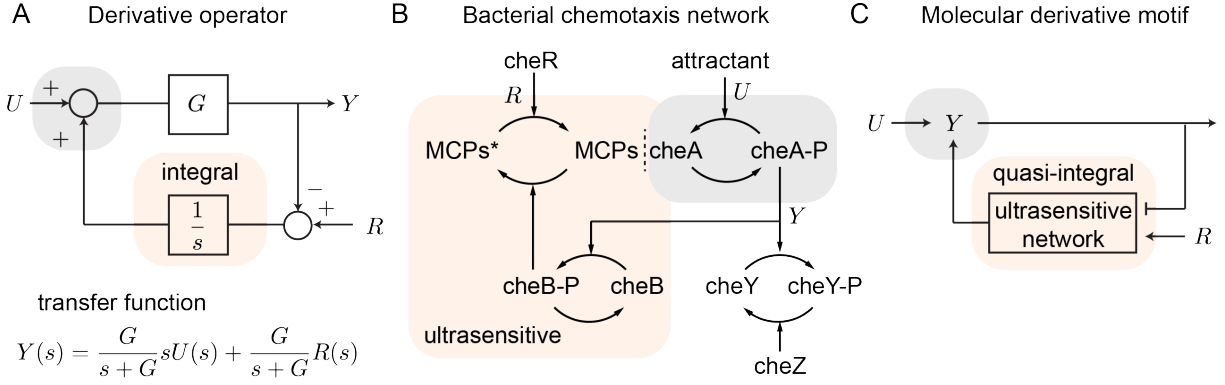 A Derivative operator
U
+
+
G
Y
integral
1
s
−
+
R
transfer function
Y(s) = G/(s + G) sU(s) + G/(s + G) R(s)
B Bacterial chemotaxis network
cheR
attractant
R
U
MCPs*
MCPs
cheA
cheA-P
Y
cheB-P
cheB
cheY
cheY-P
ultrasensitive
cheZ
C Molecular derivative motif
U
Y
quasi-integral
ultrasensitive
network
R